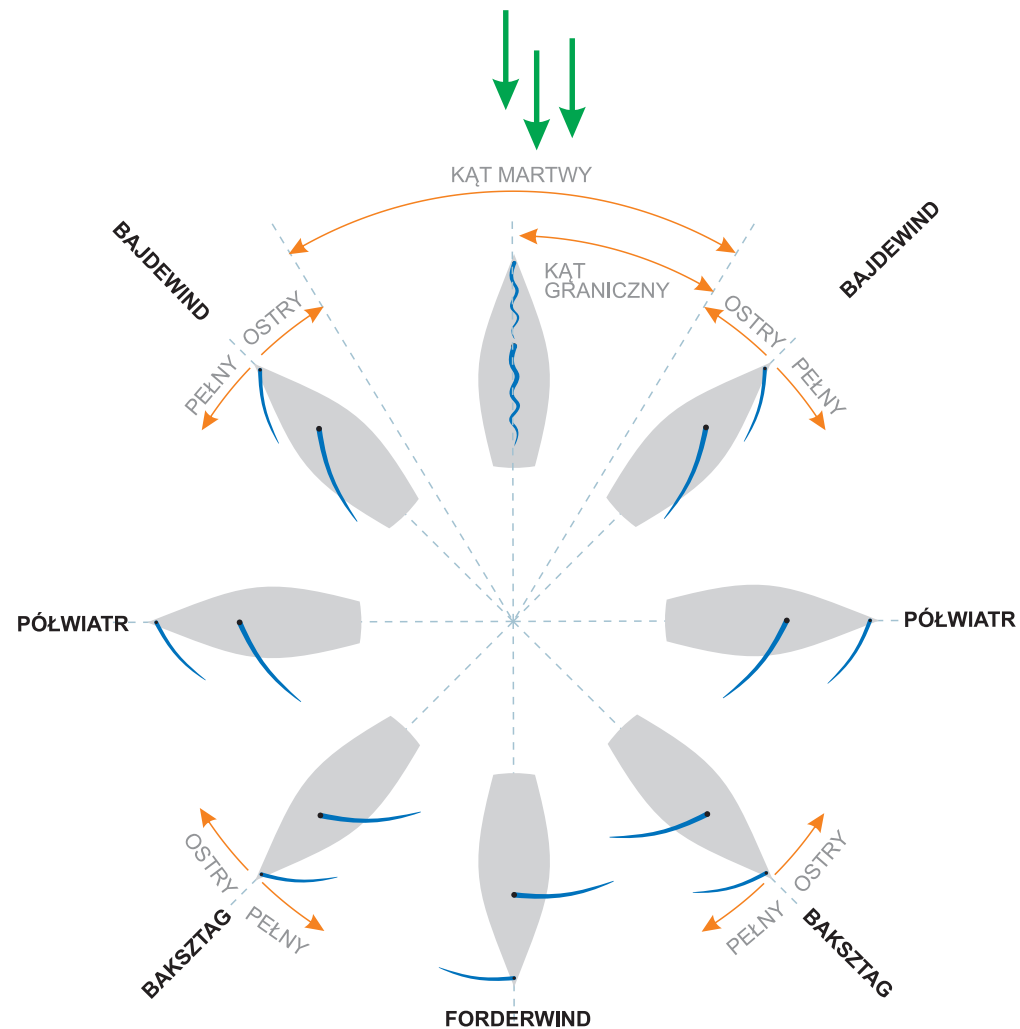 KĄT MARTWY
BAJDEWIND
BAJDEWIND
KĄT
GRANICZNY
OSTRY
PEŁNY
OSTRY
PEŁNY
PÓŁWIATR
PÓŁWIATR
OSTRY
PEŁNY
BAKSZTAG
OSTRY
PEŁNY
BAKSZTAG
FORDERWIND